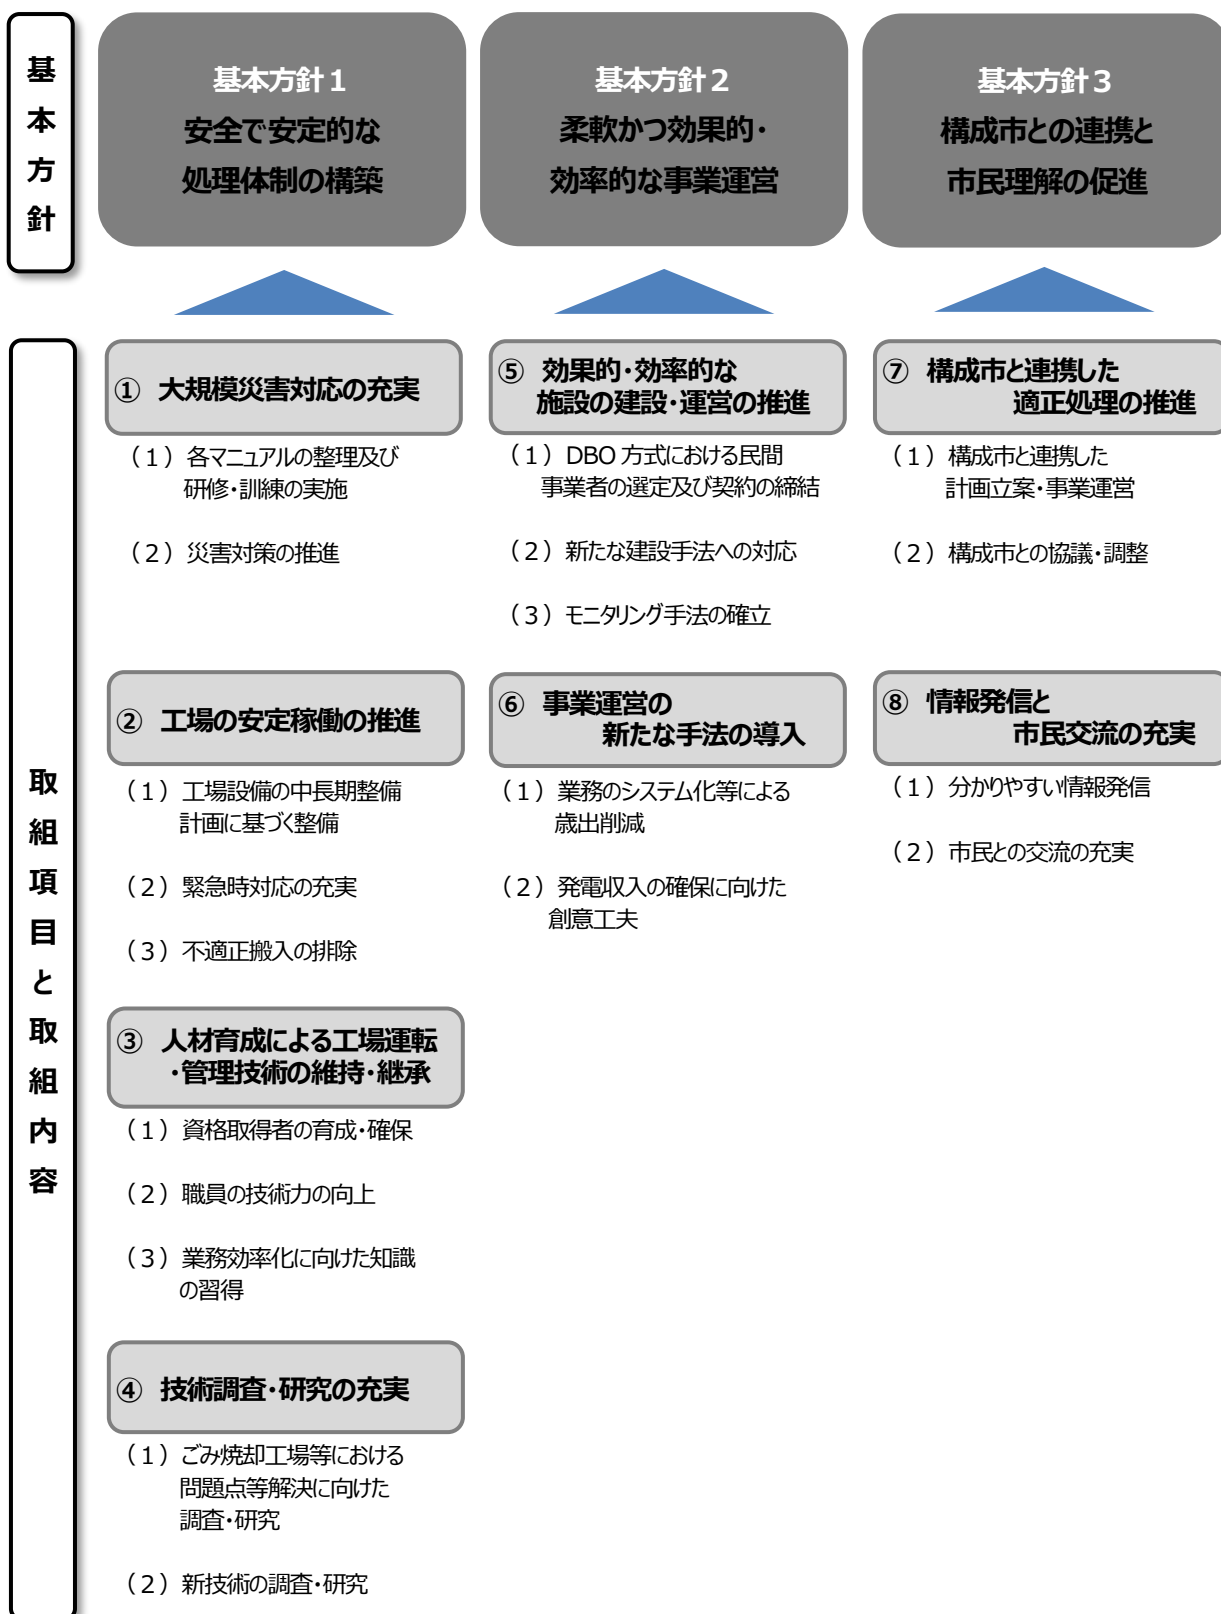 基本方針
基本方針１
安全で安定的な
処理体制の構築
基本方針２
柔軟かつ効果的・
効率的な事業運営
基本方針３
構成市との連携と
市民理解の促進
取組項目と取組内容
① 大規模災害対応の充実
（１）各マニュアルの整理及び
研修・訓練の実施
（２）災害対策の推進
② 工場の安定稼働の推進
（１）工場設備の中長期整備
計画に基づく整備
（２）緊急時対応の充実
（３）不適正搬入の排除
③ 人材育成による工場運転
・管理技術の維持・継承
（１）資格取得者の育成・確保
（２）職員の技術力の向上
（３）業務効率化に向けた知識
の習得
④ 技術調査・研究の充実
（１）ごみ焼却工場等における
問題点等解決に向けた
調査・研究
（２）新技術の調査・研究
⑤ 効果的・効率的な
施設の建設・運営の推進
（１）DBO 方式における民間
事業者の選定及び契約の締結
（２）新たな建設手法への対応
（３）モニタリング手法の確立
⑥ 事業運営の
新たな手法の導入
（１）業務のシステム化等による
歳出削減
（２）発電収入の確保に向けた
創意工夫
⑦ 構成市と連携した
適正処理の推進
（１）構成市と連携した
計画立案・事業運営
（２）構成市との協議・調整
⑧ 情報発信と
市民交流の充実
（１）分かりやすい情報発信
（２）市民との交流の充実